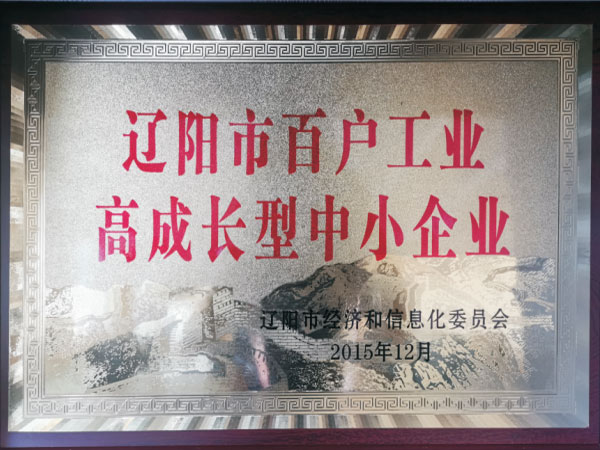 辽阳市百户工业
高成长型中小企业
辽阳市经济和信息化委员会
2015年12月